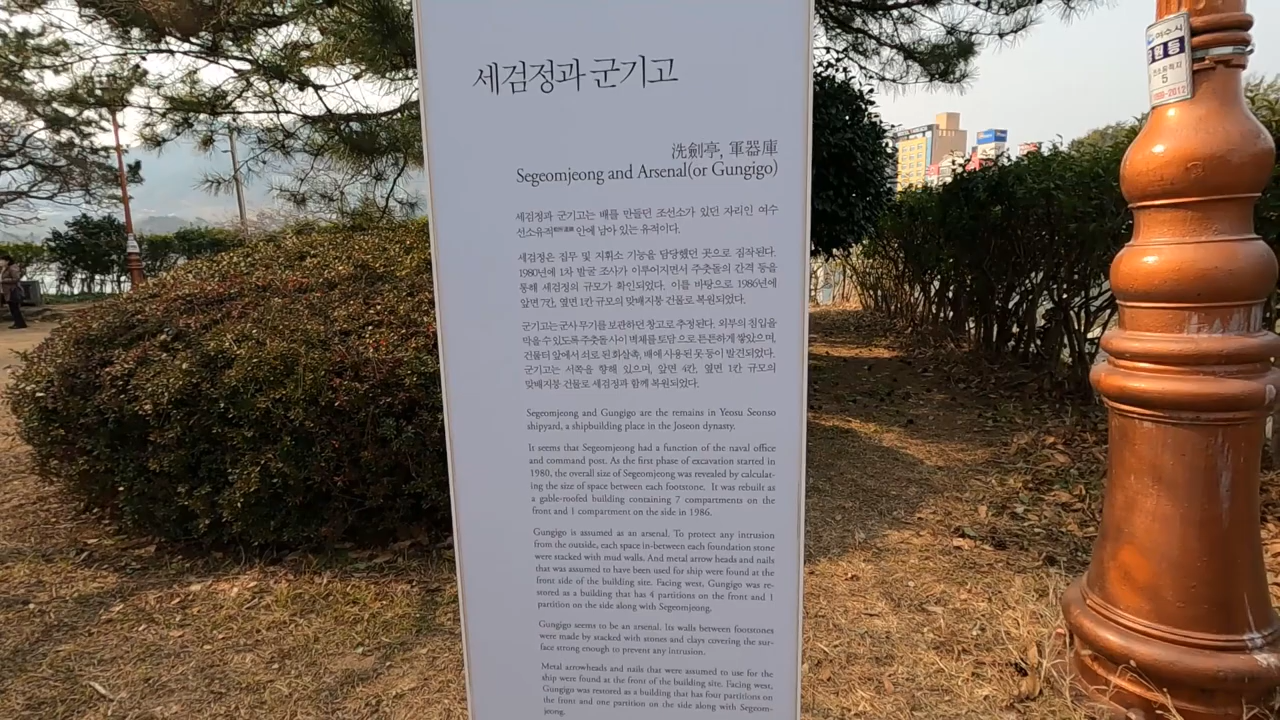 세검정과 군기고
洗劍亭, 軍器庫
Segeomjeong and Arsenal(or Gungigo)
세검정과 군기고는 배를 만들던 조선소가 있던 자리인 여수
선소유적 안에 남아 있는 유적이다.
세검정은 집무 및 지휘소 기능을 담당했던 곳으로 짐작된다.
1980년에 1차 발굴 조사가 이루어지면서 주춧돌의 간격 등을
통해 세검정의 규모가 확인되었다. 이를 바탕으로 1986년에
앞면 7칸, 옆면 1칸 규모의 맞배지붕 건물로 복원되었다.
군기고는 군사 무기를 보관하던 창고로 추정된다. 외부의 침입을
막을 수 있도록 주춧돌 사이 벽체를 토담 으로 튼튼하게 쌓았으며,
건물터 앞에서 쇠로 된 화살촉, 배에 사용된 못 등이 발견되었다.
군기고는 서쪽을 향해 있으며, 앞면 4칸, 옆면 1칸 규모의
맞배지붕 건물로 세검정과 함께 복원되었다.
Segeomjeong and Gungigo are the remains in Yeosu Seonso
shipyard, a shipbuilding place in the Joseon dynasty.
It seems that Segeomjeong had a function of the naval office
and command post. As the first phase of excavation started in
1980, the overall size of Segeomjeong was revealed by calculat-
ing the size of space between each footstone. It was rebuilt as
a gable-mofed building containing 7 compartments on the
front and 1 compartment on the side in 1986.
Gungigo is assumed as an arsenal. To protect any intrusion
from the outside, each space in-between each foundation stone
were stacked with mud walls. And metal arrow heads and nails
that was assumed to have been used for ship were found at the
front side of the building site. Facing west, Gungigo was re-
stored as a building that has 4 partitions on the front and 1
partition on the side along with Segeomjeong.
Gungigo seems to be an arsenal. Its walls between footstones
were made by stacked with stones and clays covering the sur-
face strong enough to prevent any intrusion.
Metal arrowheads and nails that were assumed to use for the
ship were found at the front of the building site. Facing west,
Gungigo was restored as a building that has four partitions on
the front and one partition on the side along with Segeom-
jeong.
여수시
공원등
선소유적지
5